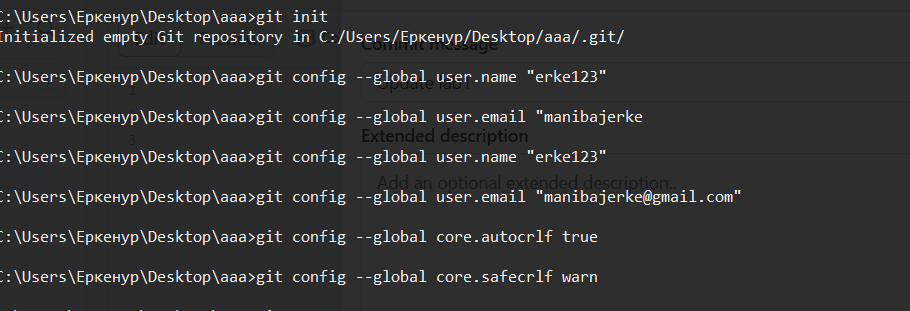 C:\Users\Еркенур\Desktop\aaa>git init
Initialized empty Git repository in C:/Users/Еркенур/Desktop/aaa/.git/
Commit message
C:\Users\Еркенур\Desktop\aaa>git config --global user.name "erke123"
Update lab1
1
C:\Users\Еркенур\Desktop\aaa>git config --global user.email "manibajerke
3
Extended description
C:\Users\Еркенур\Desktop\aaa>git config --global user.name "erke123"
Add an optional extended description..
C:\Users\Еркенур\Desktop\aaa>git config --global user.email "manibajerke@gmail.com"
C:\Users\Еркенур\Desktop\aaa>git config --global core.autocrlf true
C:\Users\Еркенур\Desktop\aaa>git config --global core.safecrlf warn